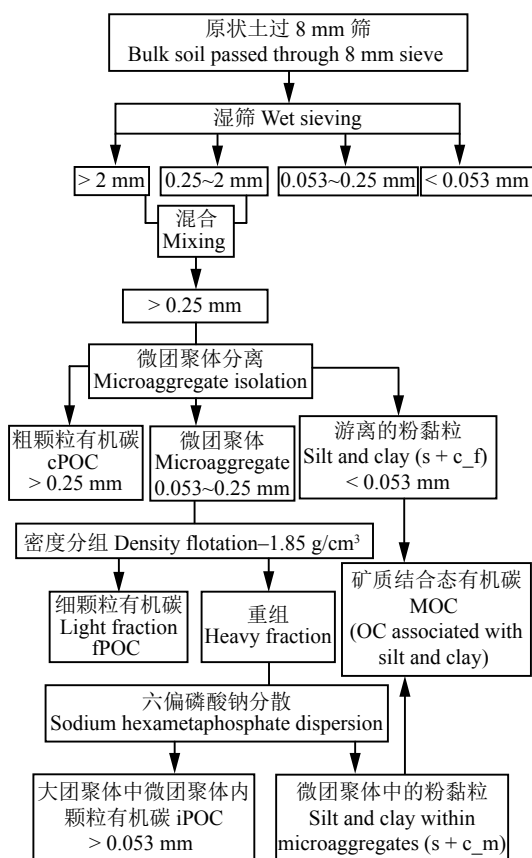 原状土过 8 mm 筛
Bulk soil passed through 8 mm sieve
湿筛 Wet sieving
> 2 mm
0.25~2 mm
0.053~0.25 mm
< 0.053 mm
混合
Mixing
> 0.25 mm
微团聚体分离
Microaggregate isolation
粗颗粒有机碳
cPOC
> 0.25 mm
微团聚体
Microaggregate
0.053~0.25 mm
游离的粉黏粒
Silt and clay (s + c_f)
< 0.053 mm
密度分组 Density flotation–1.85 g/cm³
细颗粒有机碳
Light fraction
fPOC
重组
Heavy fraction
矿质结合态有机碳
MOC
(OC associated with
silt and clay)
六偏磷酸钠分散
Sodium hexametaphosphate dispersion
大团聚体中微团聚体内
颗粒有机碳 iPOC
> 0.053 mm
微团聚体中的粉黏粒
Silt and clay within
microaggregates (s + c_m)